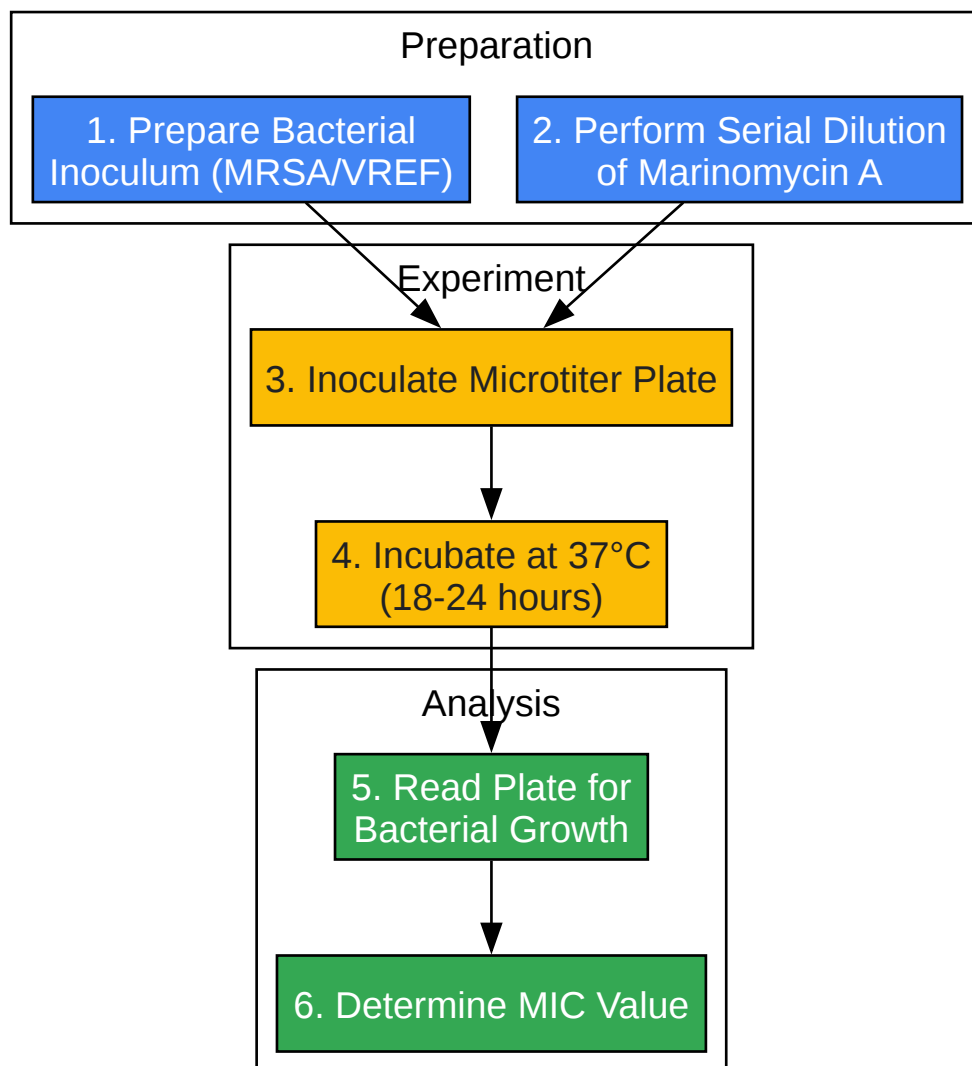 Preparation
1. Prepare Bacterial
Inoculum (MRSA/VREF)
2. Perform Serial Dilution
of Marinomycin A
Experiment
3. Inoculate Microtiter Plate
4. Incubate at 37°C
(18-24 hours)
Analysis
5. Read Plate for
Bacterial Growth
6. Determine MIC Value